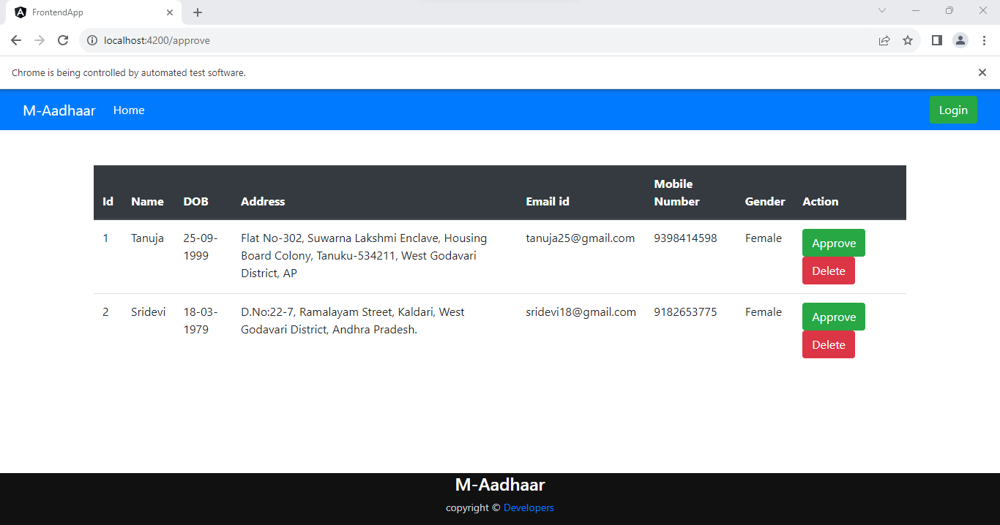 FrontendApp
localhost:4200/approve
Chrome is being controlled by automated test software.
M-Aadhaar Home Login
Id Name DOB Address Email id Mobile Number Gender Action
1 Tanuja 25-09-1999 Flat No-302, Suwarna Lakshmi Enclave, Housing
Board Colony, Tanuku-534211, West Godavari
District, AP
tanuja25@gmail.com 9398414598 Female Approve
Delete
2 Sridevi 18-03-1979 D.No:22-7, Ramalayam Street, Kaldari, West
Godavari District, Andhra Pradesh.
sridevi18@gmail.com 9182653775 Female Approve
Delete
M-Aadhaar
copyright © Developers